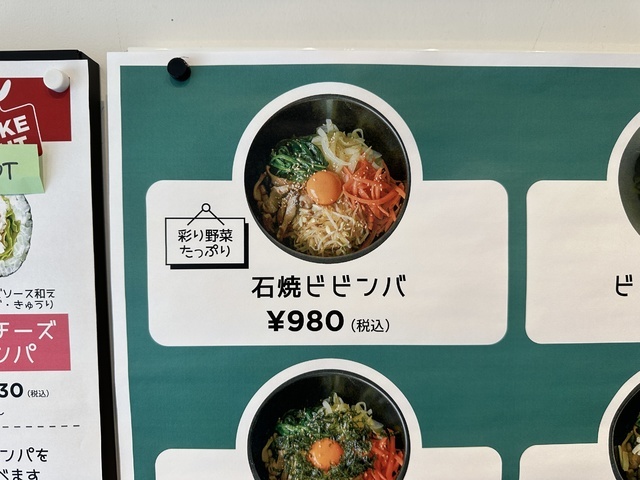 KE
OT
ソース和え
・きゅうり
チーズ
ンパ
30 (税込)
ンパを
べます
彩り野菜
たっぷり
石焼ビビンバ
¥980 (税込)
ビ